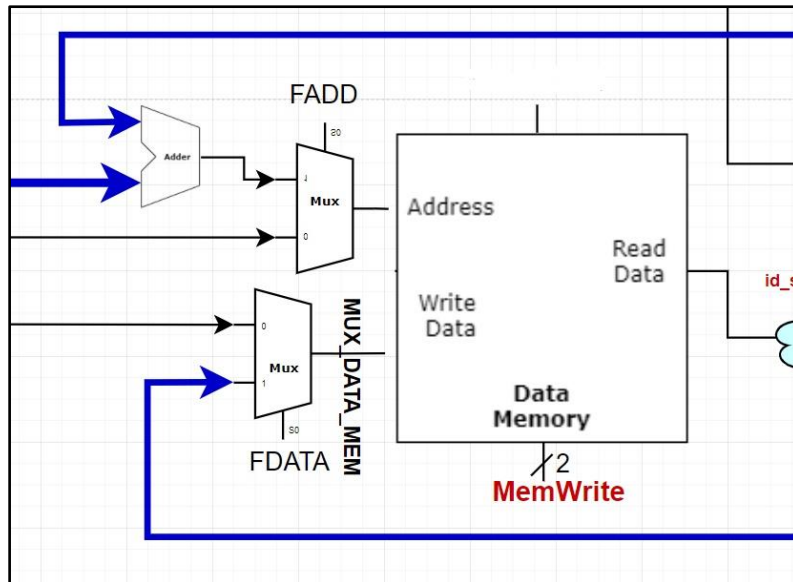 FADD
S0
Adder
1
Mux
0
Address
Read
Data
id_s
Write
Data
0
Mux
1
S0
FDATA
MUX_DATA_MEM
Data
Memory
2
MemWrite